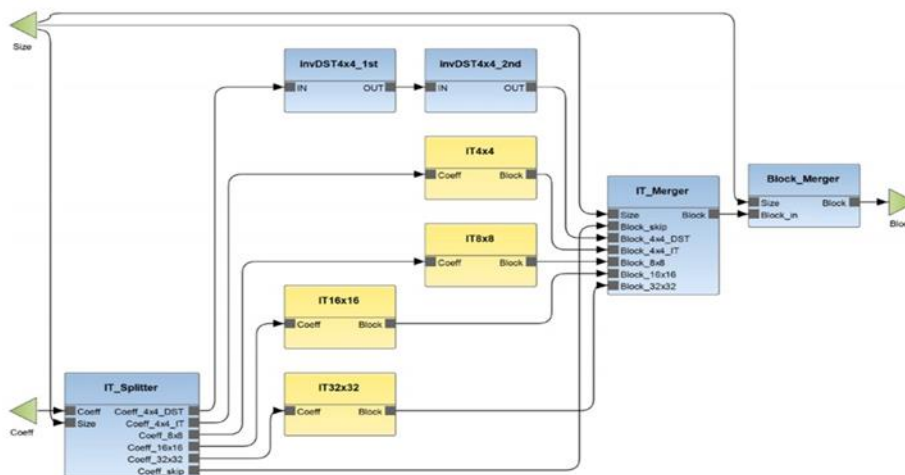 Size
InvDST4x4_1st
IN OUT
InvDST4x4_2nd
IN OUT
IT4x4
Coeff Block
IT8x8
Coeff Block
IT16x16
Coeff Block
IT32x32
Coeff Block
IT_Merger
Size Block
Block_skip
Block_4x4_DST
Block_4x4_IT
Block_8x8
Block_16x16
Block_32x32
Block_Merger
Size Block
Block_in
Bloc
IT_Splitter
Coeff Coeff_4x4_DST
Size Coeff_4x4_IT
Coeff_8x8
Coeff_16x16
Coeff_32x32
Coeff_skip
Coeff